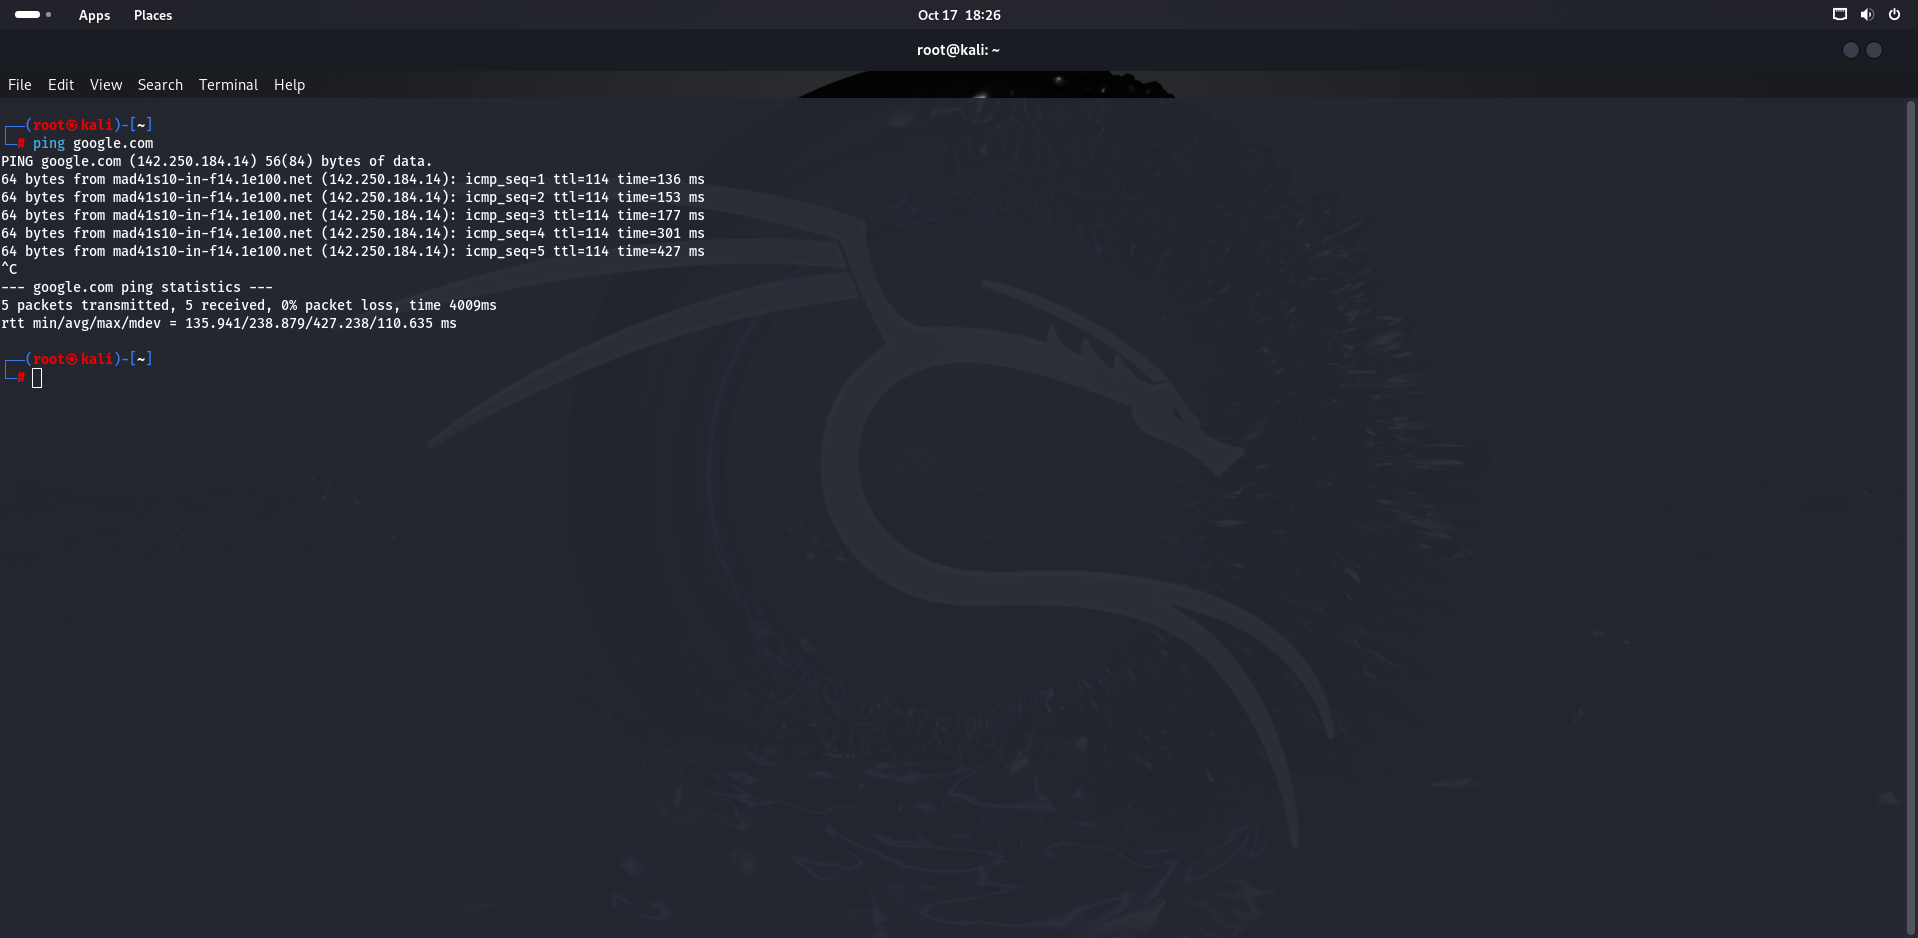 Apps Places Oct 17 18:26
root@kali: ~
File Edit View Search Terminal Help
┌──(root㉿kali)-[~]
└─# ping google.com
PING google.com (142.250.184.14) 56(84) bytes of data.
64 bytes from mad41s10-in-f14.1e100.net (142.250.184.14): icmp_seq=1 ttl=114 time=136 ms
64 bytes from mad41s10-in-f14.1e100.net (142.250.184.14): icmp_seq=2 ttl=114 time=153 ms
64 bytes from mad41s10-in-f14.1e100.net (142.250.184.14): icmp_seq=3 ttl=114 time=177 ms
64 bytes from mad41s10-in-f14.1e100.net (142.250.184.14): icmp_seq=4 ttl=114 time=301 ms
64 bytes from mad41s10-in-f14.1e100.net (142.250.184.14): icmp_seq=5 ttl=114 time=427 ms
^C
--- google.com ping statistics ---
5 packets transmitted, 5 received, 0% packet loss, time 4009ms
rtt min/avg/max/mdev = 135.941/238.879/427.238/110.635 ms
┌──(root㉿kali)-[~]
└─#